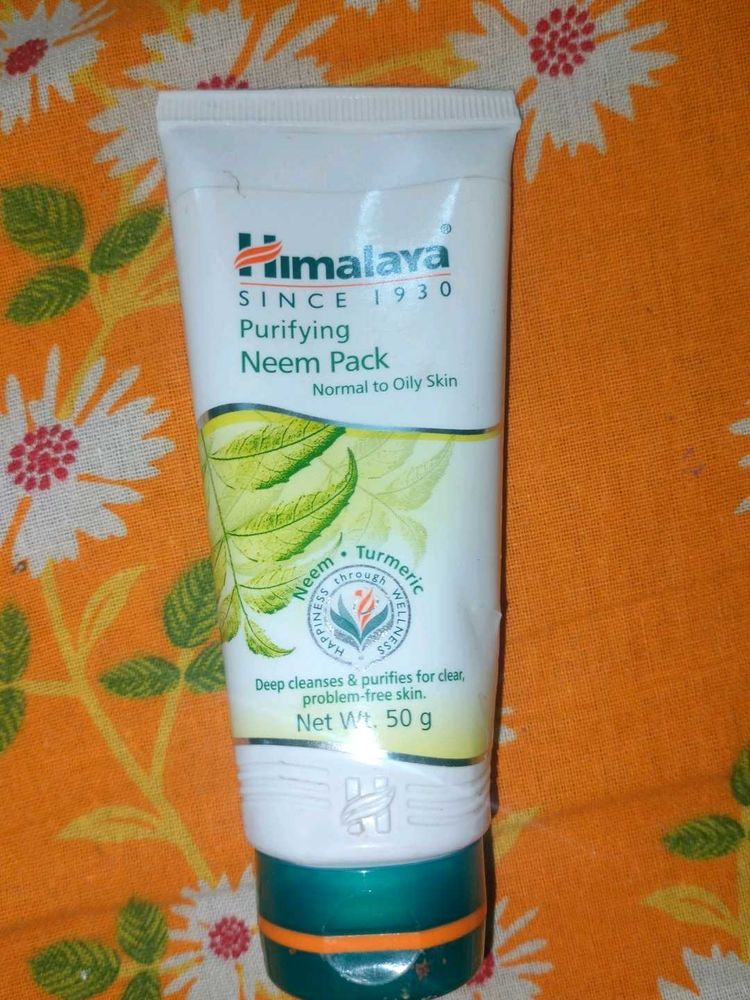 Himalaya®
SINCE 1930
Purifying
Neem Pack
Normal to Oily Skin
Neem • Turmeric
HAPPINESS through WELLNESS
Deep cleanses & purifies for clear,
problem-free skin.
Net Wt. 50 g
H